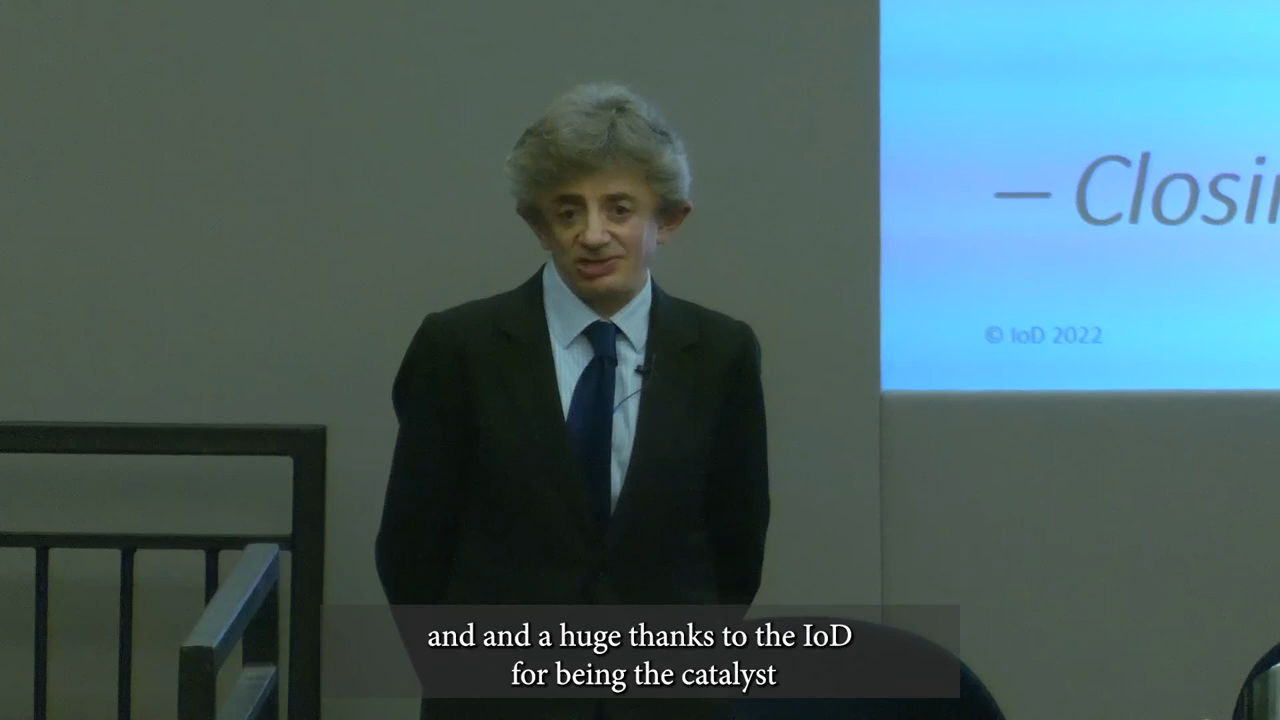 – Closi
© IoD 2022
and and a huge thanks to the IoD
for being the catalyst